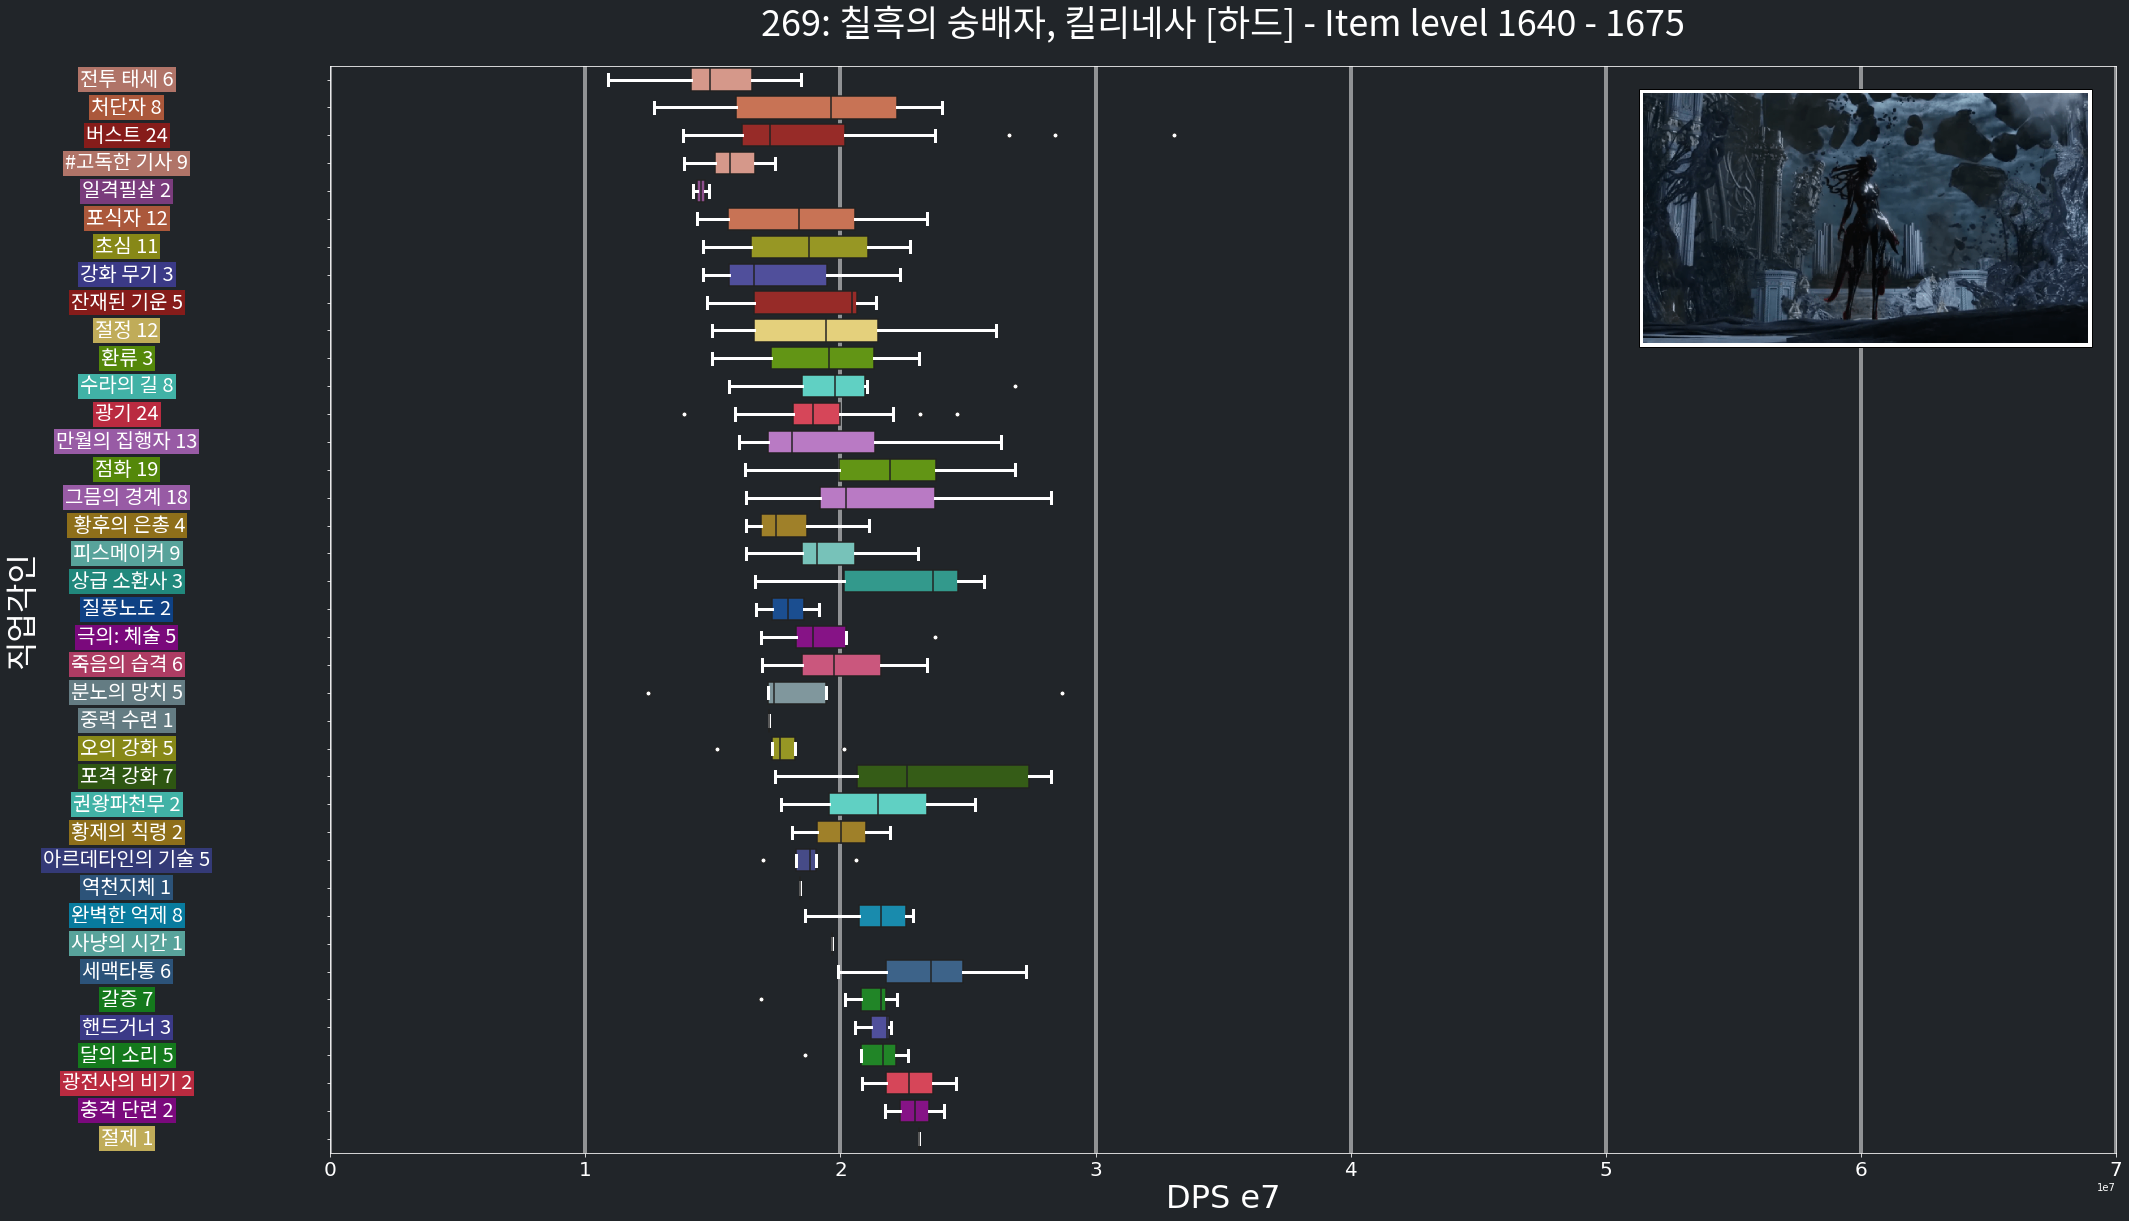 269: 칠흑의 숭배자, 킬리네사 [하드] - Item level 1640 - 1675
전투 태세 6
처단자 8
버스트 24
#고독한 기사 9
일격필살 2
포식자 12
초심 11
강화 무기 3
잔재된 기운 5
절정 12
환류 3
수라의 길 8
광기 24
만월의 집행자 13
점화 19
그믐의 경계 18
황후의 은총 4
피스메이커 9
상급 소환사 3
질풍노도 2
극의: 체술 5
죽음의 습격 6
분노의 망치 5
중력 수련 1
오의 강화 5
포격 강화 7
권왕파천무 2
황제의 칙령 2
아르데타인의 기술 5
역천지체 1
완벽한 억제 8
사냥의 시간 1
세맥타통 6
갈증 7
핸드거너 3
달의 소리 5
광전사의 비기 2
충격 단련 2
절제 1
직업각인
0 1 2 3 4 5 6 7
1e7
DPS e7